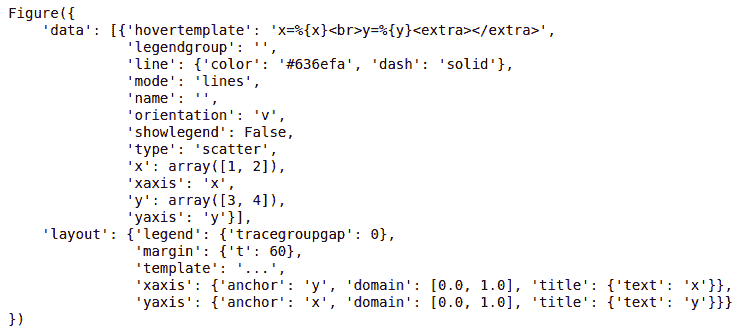 Figure({
    'data': [{'hovertemplate': 'x=%{x}<br>y=%{y}<extra></extra>',
              'legendgroup': '',
              'line': {'color': '#636efa', 'dash': 'solid'},
              'mode': 'lines',
              'name': '',
              'orientation': 'v',
              'showlegend': False,
              'type': 'scatter',
              'x': array([1, 2]),
              'xaxis': 'x',
              'y': array([3, 4]),
              'yaxis': 'y'}],
    'layout': {'legend': {'tracegroupgap': 0},
               'margin': {'t': 60},
               'template': '...',
               'xaxis': {'anchor': 'y', 'domain': [0.0, 1.0], 'title': {'text': 'x'}},
               'yaxis': {'anchor': 'x', 'domain': [0.0, 1.0], 'title': {'text': 'y'}}}
})